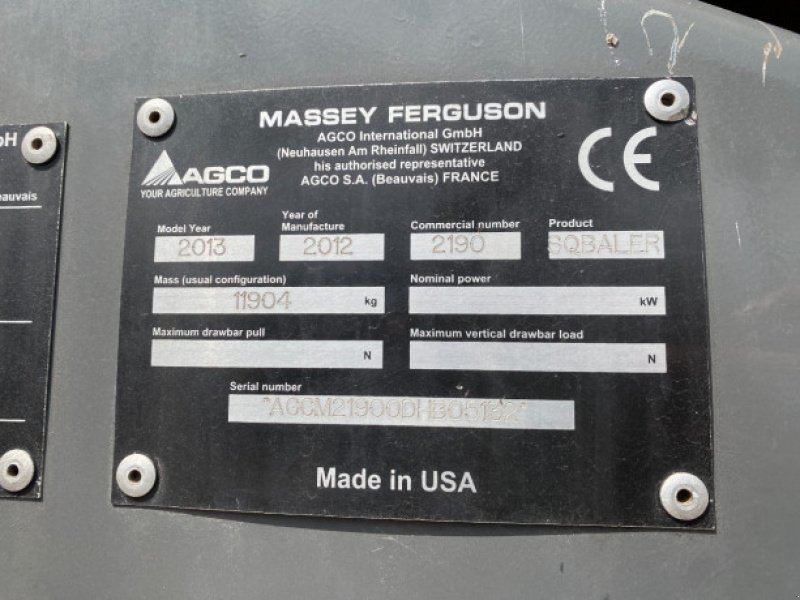 bH
eauvais
MASSEY FERGUSON
AGCO International GmbH
(Neuhausen Am Rheinfall) SWITZERLAND
his authorised representative
AGCO S.A. (Beauvais) FRANCE
CE
AGCO
YOUR AGRICULTURE COMPANY
Model Year
Year of
Manufacture
Commercial number
Product
2013
2012
2190
SQBALER
Mass (usual configuration)
Nominal power
11904 kg
kW
Maximum drawbar pull
Maximum vertical drawbar load
N
N
Serial number
Made in USA